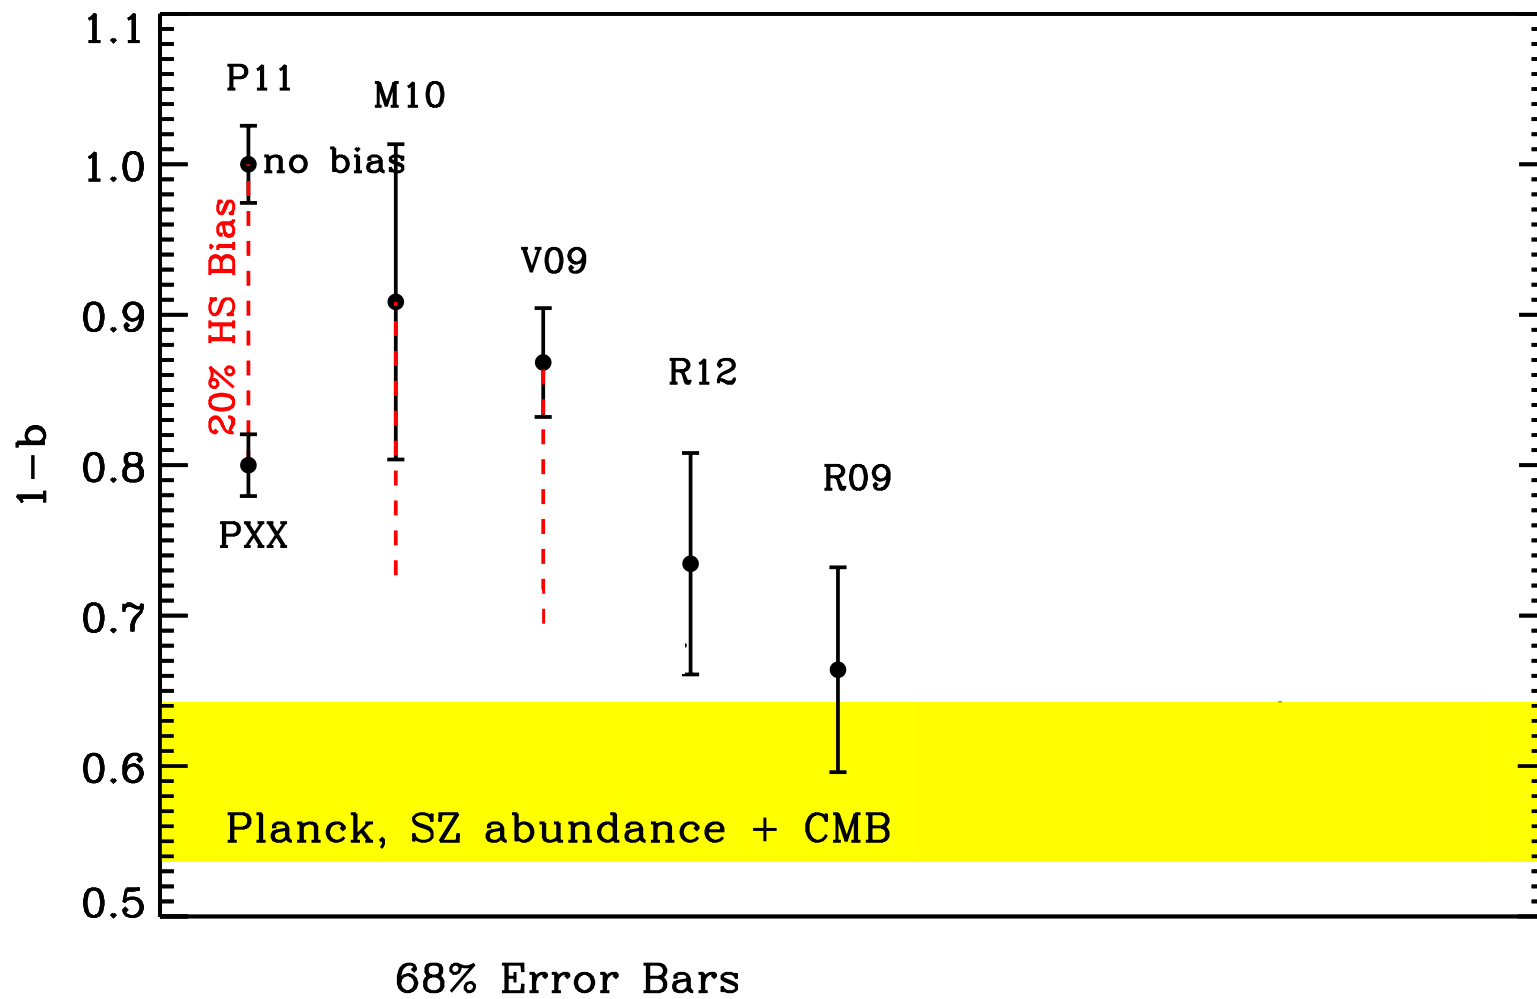 1.1
P11
M10
1.0
no bias
20% HS Bias
V09
0.9
R12
1-b
0.8
R09
PXX
0.7
0.6
Planck, SZ abundance + CMB
0.5
68% Error Bars